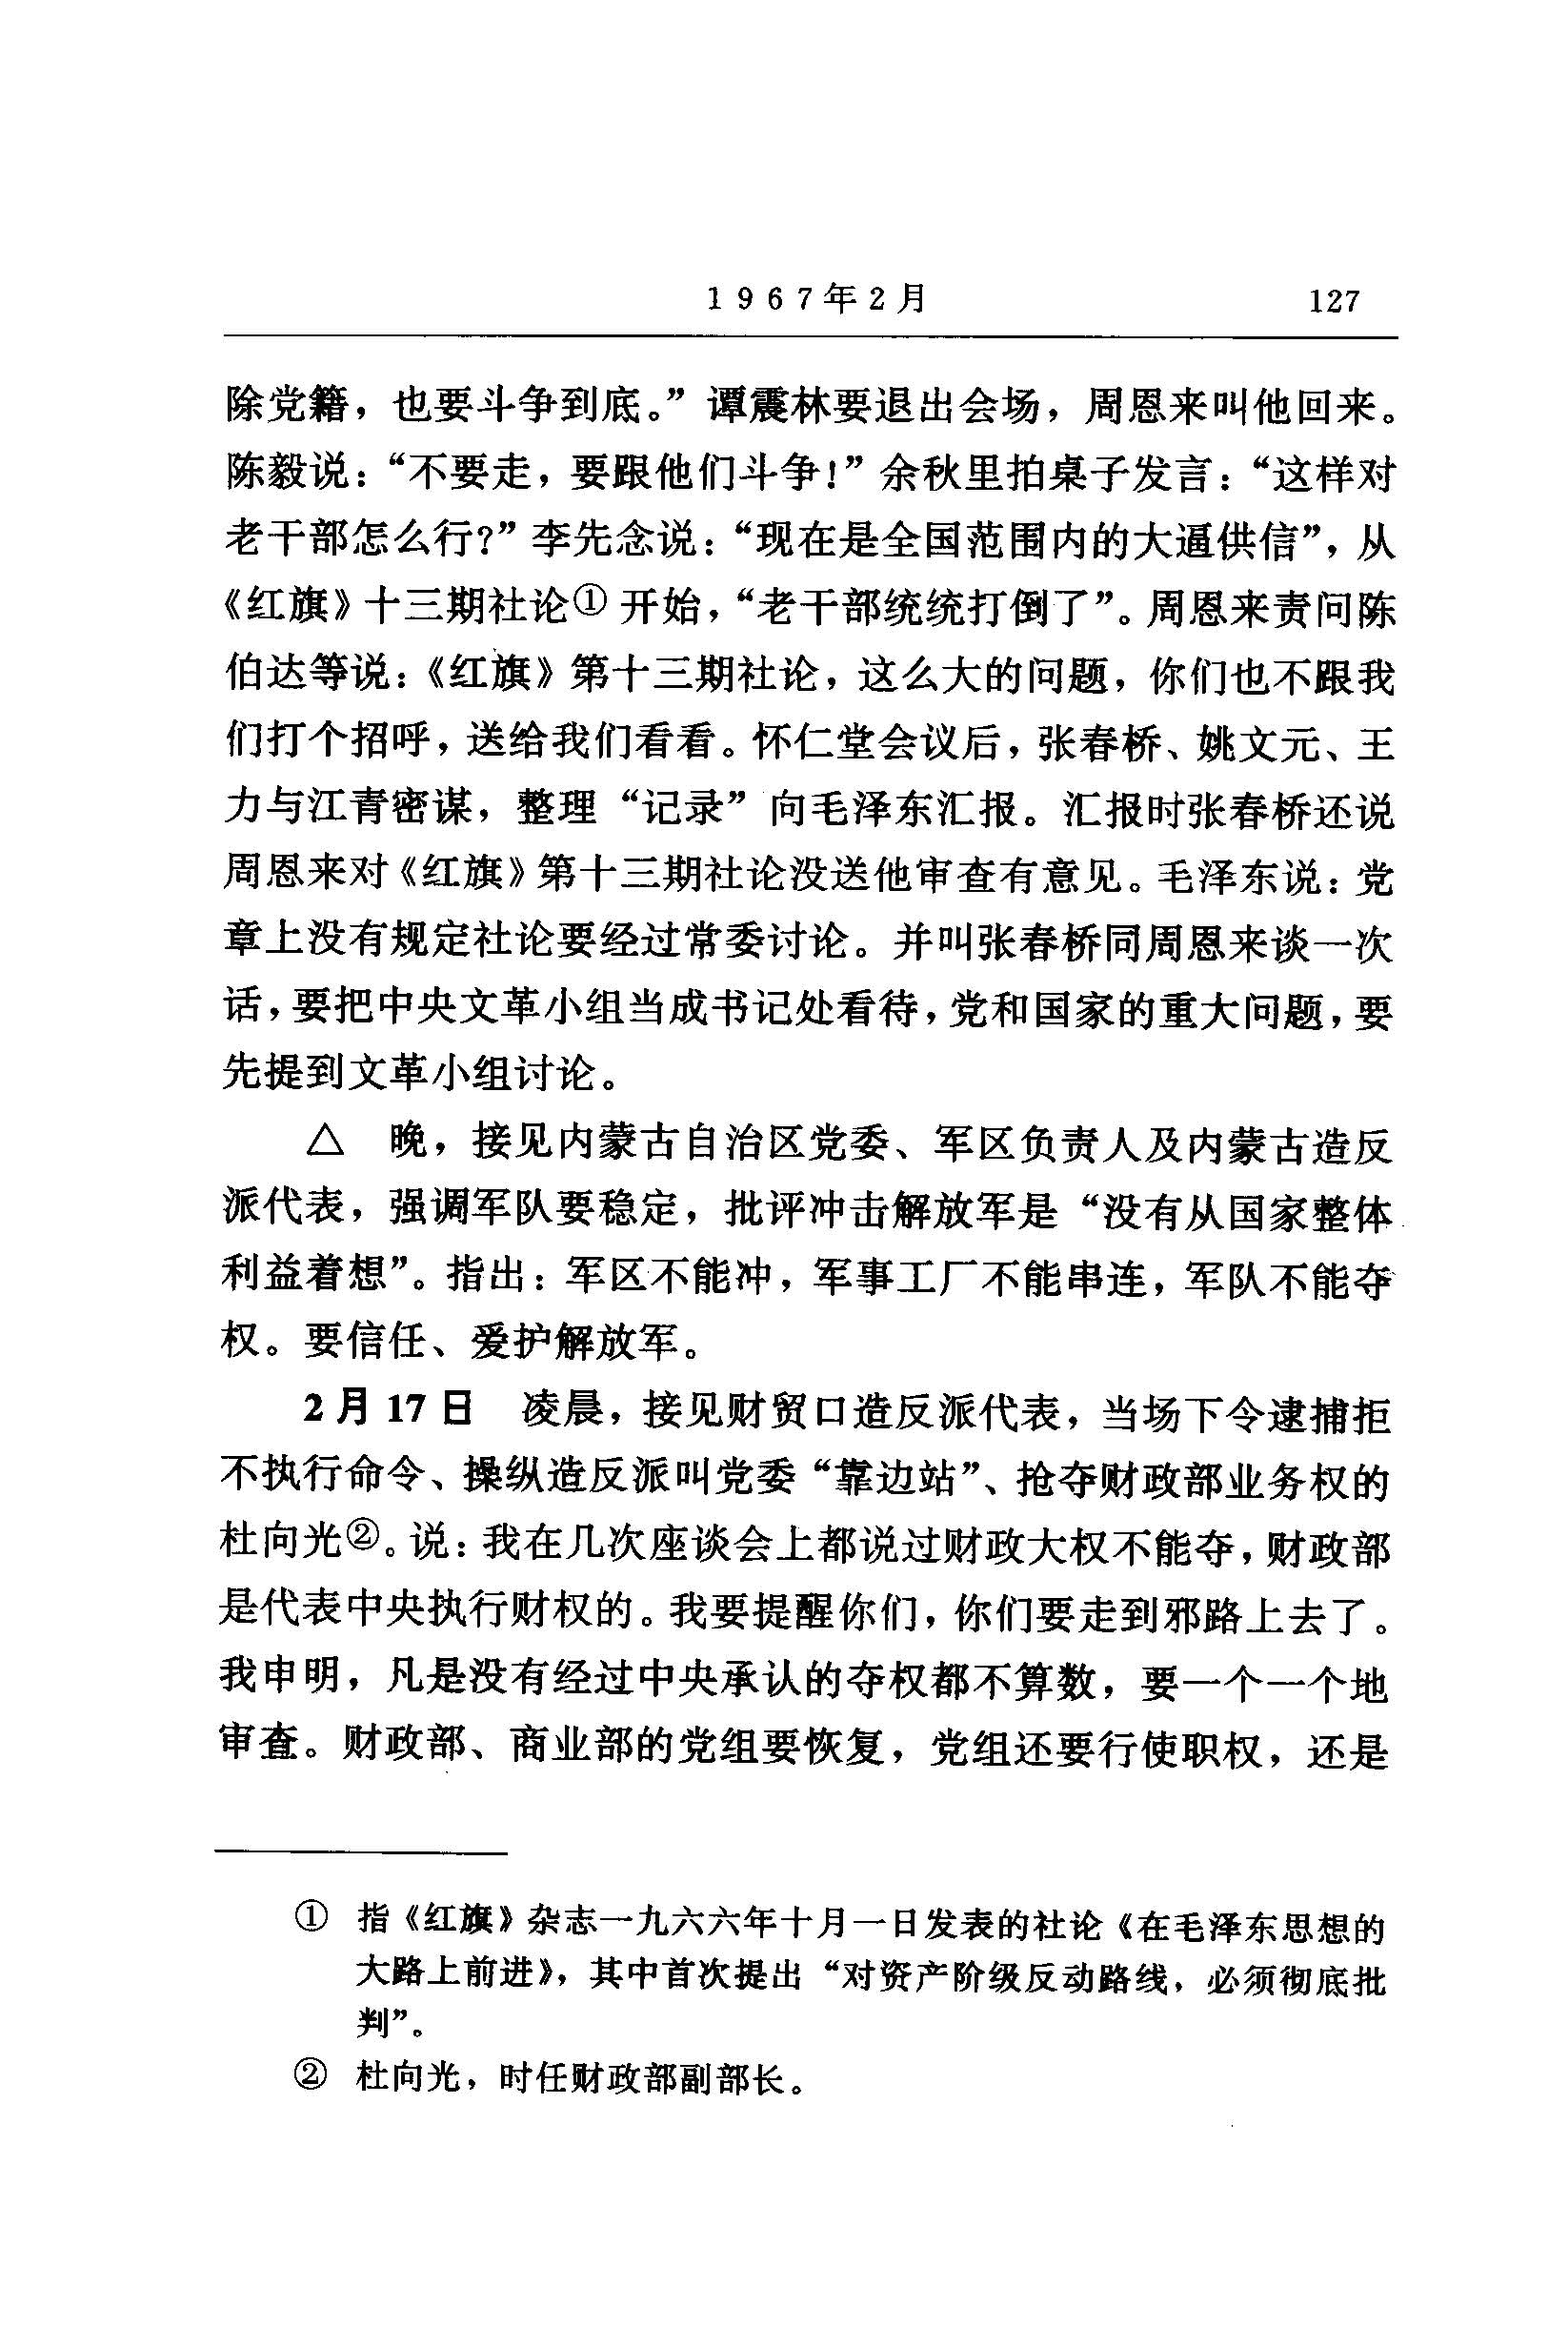 1967年2月 127
除党籍，也要斗争到底。”谭震林要退出会场，周恩来叫他回来。
陈毅说：“不要走，要跟他们斗争！”余秋里拍桌子发言：“这样对
老干部怎么行？”李先念说：“现在是全国范围内的大逼供信”，从
《红旗》十三期社论①开始，“老干部统统打倒了”。周恩来责问陈
伯达等说：《红旗》第十三期社论，这么大的问题，你们也不跟我
们打个招呼，送给我们看看。怀仁堂会议后，张春桥、姚文元、王
力与江青密谋，整理“记录”向毛泽东汇报。汇报时张春桥还说
周恩来对《红旗》第十三期社论没送他审查有意见。毛泽东说：党
章上没有规定社论要经过常委讨论。并叫张春桥同周恩来谈一次
话，要把中央文革小组当成书记处看待，党和国家的重大问题，要
先提到文革小组讨论。
△ 晚，接见内蒙古自治区党委、军区负责人及内蒙古造反
派代表，强调军队要稳定，批评冲击解放军是“没有从国家整体
利益着想”。指出：军区不能冲，军事工厂不能串连，军队不能夺
权。要信任、爱护解放军。
2月17日 凌晨，接见财贸口造反派代表，当场下令逮捕拒
不执行命令、操纵造反派叫党委“靠边站”、抢夺财政部业务权的
杜向光②。说：我在几次座谈会上都说过财政大权不能夺，财政部
是代表中央执行财权的。我要提醒你们，你们要走到邪路上去了。
我申明，凡是没有经过中央承认的夺权都不算数，要一个一个地
审查。财政部、商业部的党组要恢复，党组还要行使职权，还是
① 指《红旗》杂志一九六六年十月一日发表的社论《在毛泽东思想的
大路上前进》，其中首次提出“对资产阶级反动路线，必须彻底批
判”。
② 杜向光，时任财政部副部长。